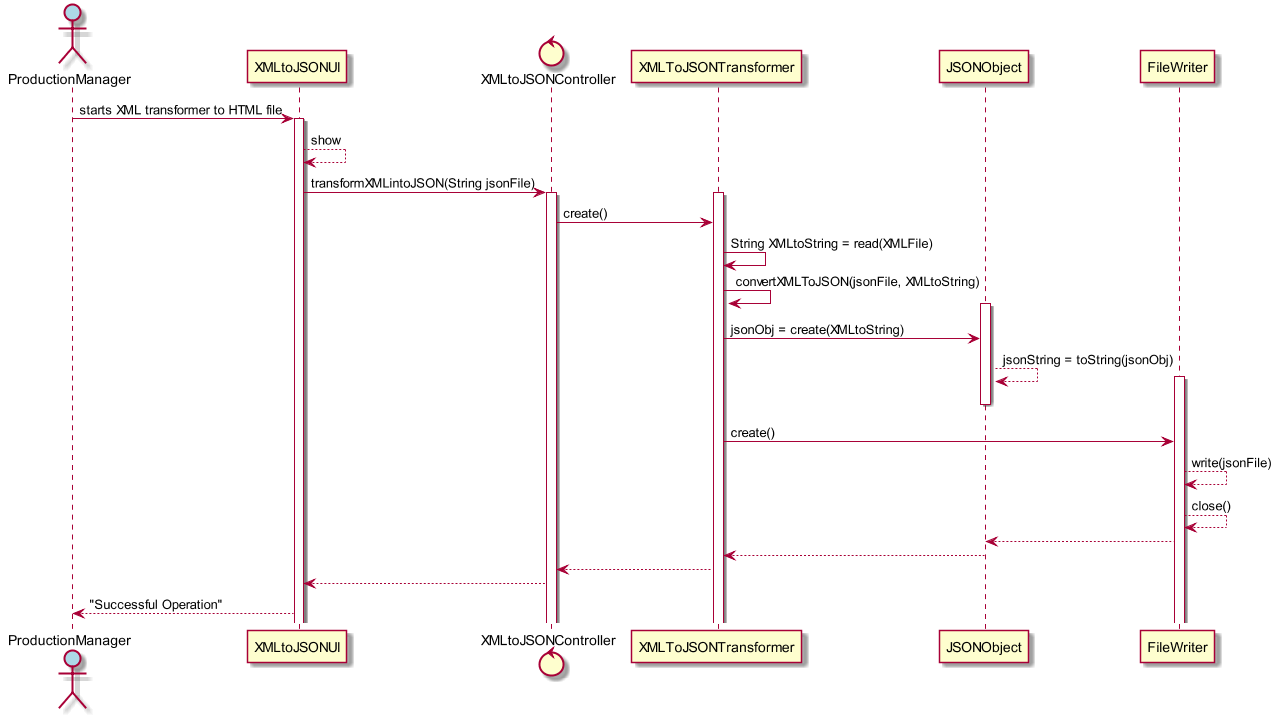 ProductionManager
XMLtoJSONUI
XMLtoJSONController
XMLToJSONTransformer
JSONObject
FileWriter
starts XML transformer to HTML file
show
transformXMLintoJSON(String jsonFile)
create()
String XMLtoString = read(XMLFile)
convertXMLToJSON(jsonFile, XMLtoString)
jsonObj = create(XMLtoString)
jsonString = toString(jsonObj)
create()
write(jsonFile)
close()
"Successful Operation"
ProductionManager
XMLtoJSONUI
XMLtoJSONController
XMLToJSONTransformer
JSONObject
FileWriter